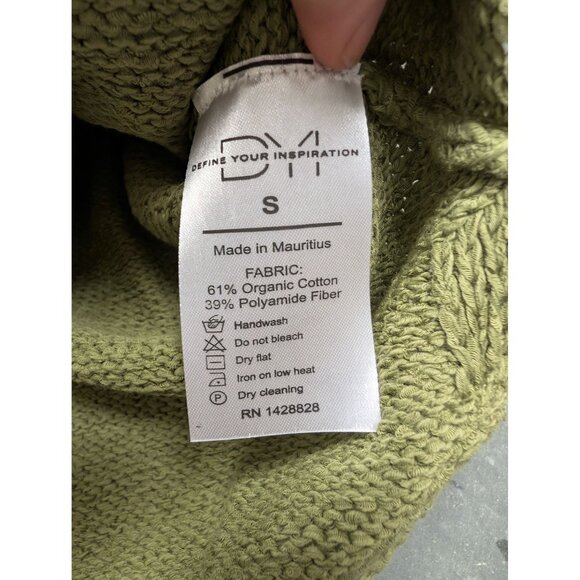 DYI
DEFINE YOUR INSPIRATION
S
Made in Mauritius
FABRIC:
61% Organic Cotton
39% Polyamide Fiber
Handwash
Do not bleach
Dry flat
Iron on low heat
P Dry cleaning
RN 1428828